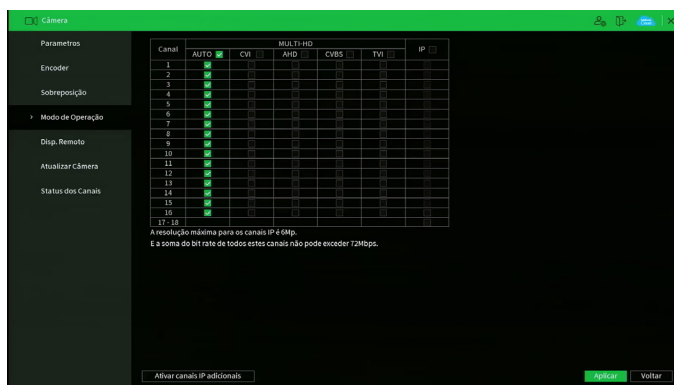 Câmera
Parametros
Encoder
Sobreposição
Modo de Operação
Disp. Remoto
Atualizar Câmera
Status dos Canais
Canal MULTI-HD IP
AUTO CVI AHD CVBS TVI
1
2
3
4
5
6
7
8
9
10
11
12
13
14
15
16
17 - 18
A resolução máxima para os canais IP é 6Mp.
E a soma do bit rate de todos estes canais não pode exceder 72Mbps.
Ativar canais IP adicionais
Aplicar Voltar